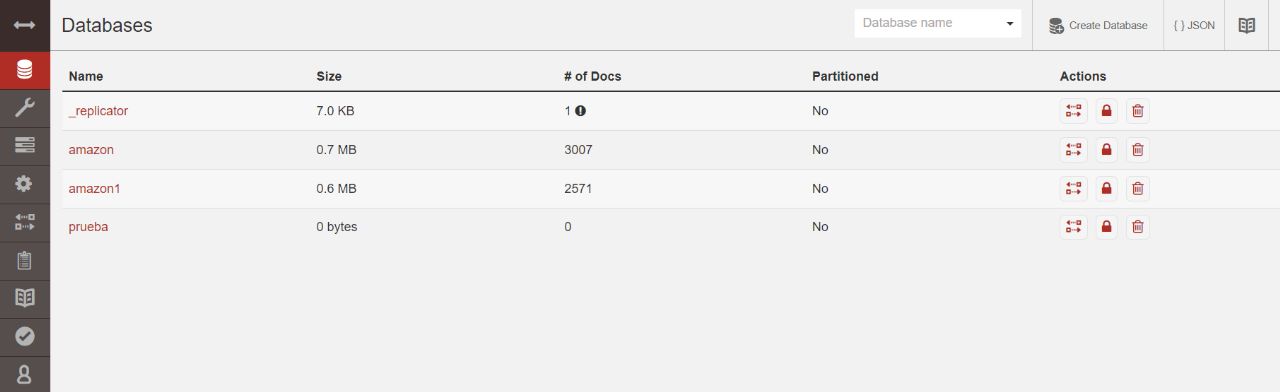 Databases
Database name
Create Database
{ } JSON
Name Size # of Docs Partitioned Actions
_replicator 7.0 KB 1 No
amazon 0.7 MB 3007 No
amazon1 0.6 MB 2571 No
prueba 0 bytes 0 No